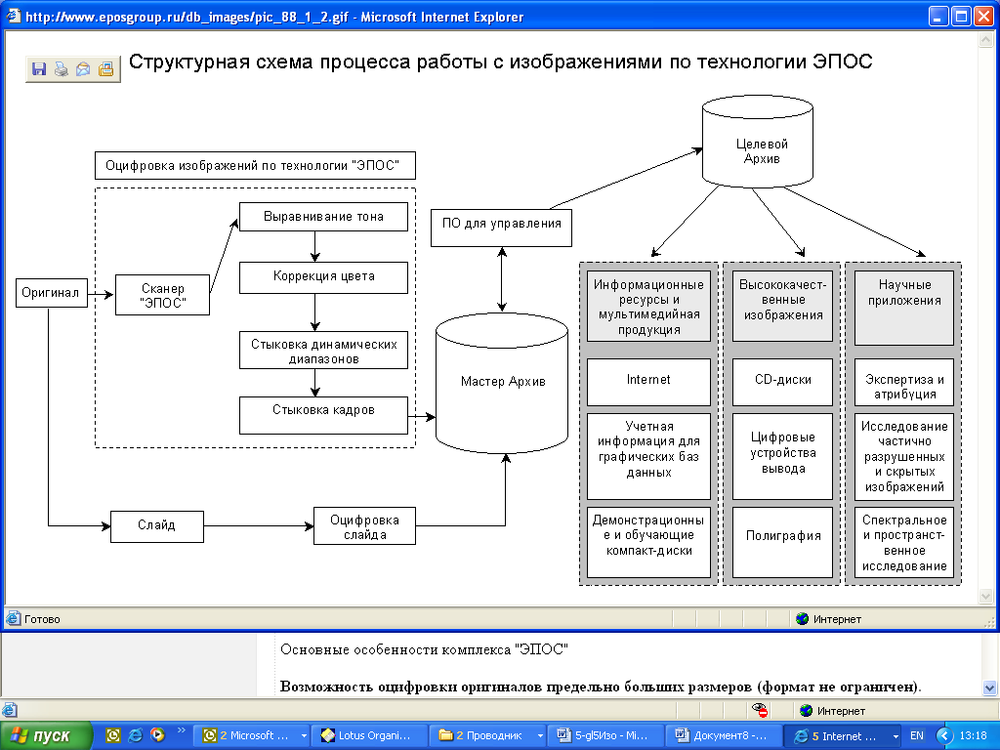 http://www.eposgroup.ru/db_images/pic_88_1_2.gif - Microsoft Internet Explorer
Структурная схема процесса работы с изображениями по технологии ЭПОС
Целевой
Архив
Оцифровка изображений по технологии "ЭПОС"
Выравнивание тона
ПО для управления
Коррекция цвета
Оригинал
Сканер
"ЭПОС"
Стыковка динамических
диапазонов
Стыковка кадров
Мастер Архив
Слайд
Оцифровка
слайда
Информационные
ресурсы и
мультимедийная
продукция
Internet
Учетная
информация для
графических баз
данных
Демонстрационны
е и обучающие
компакт-диски
Высококачест-
венные
изображения
CD-диски
Цифровые
устройства
вывода
Полиграфия
Научные
приложения
Экспертиза и
атрибуция
Исследование
частично
разрушенных
и скрытых
изображений
Спектральное
и пространст-
венное
исследование
Готово
Интернет
Основные особенности комплекса "ЭПОС"
Возможность оцифровки оригиналов предельно больших размеров (формат не ограничен).
Интернет
пуск
2 Microsoft ...
Lotus Organi...
2 Проводник
5-gl5Изо - Mi...
Документ8 -...
5 Internet ...
EN
13:18